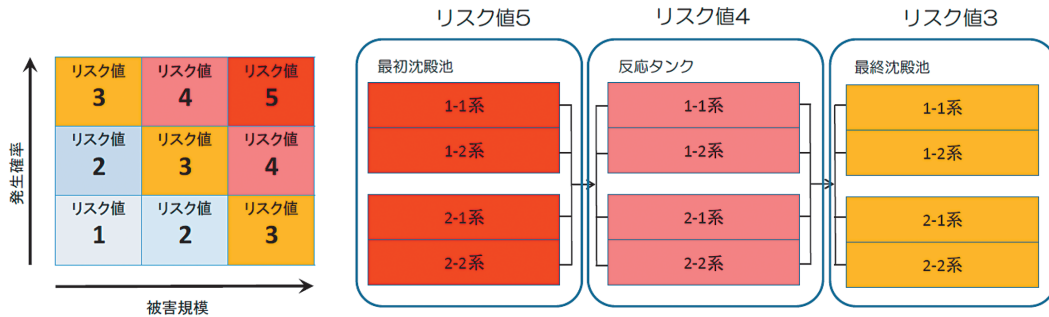 発生確率
リスク値
3
リスク値
4
リスク値
5
リスク値
2
リスク値
3
リスク値
4
リスク値
1
リスク値
2
リスク値
3
被害規模
リスク値5
最初沈殿池
1-1系
1-2系
2-1系
2-2系
リスク値4
反応タンク
1-1系
1-2系
2-1系
2-2系
リスク値3
最終沈殿池
1-1系
1-2系
2-1系
2-2系